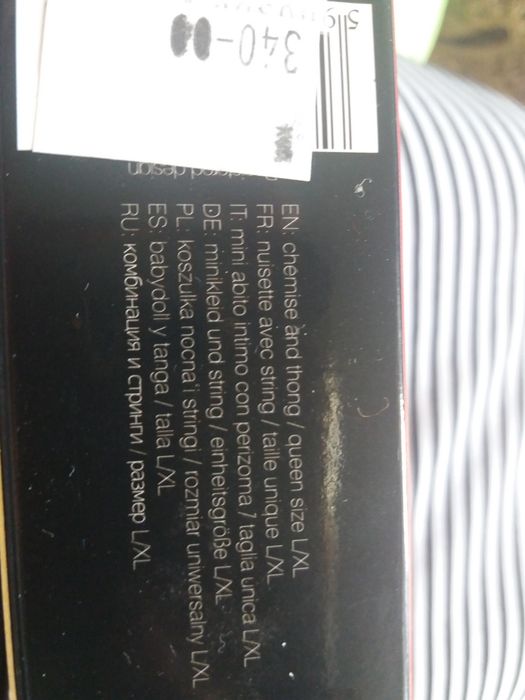 340-00
EN: chemise and thong / queen size L/XL
FR: nuisette avec string / taille unique L/XL
IT: mini abito intimo con perizoma / taglia unica L/XL
DE: minikleid und string / einheitsgröße L/XL
PL: koszulka nocna i stringi / rozmiar uniwersalny L/XL
ES: babydoll y tanga / talla L/XL
RU: комбинация и стринги / размер L/XL